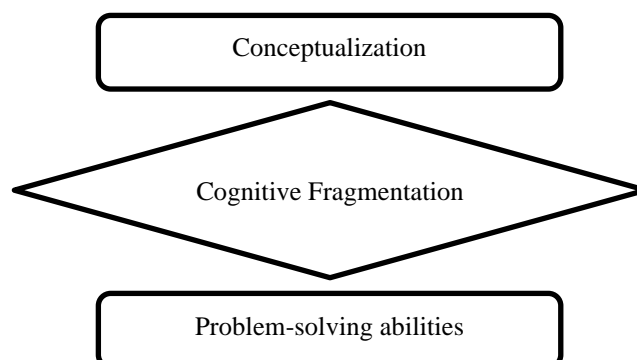 Conceptualization
Cognitive Fragmentation
Problem-solving abilities